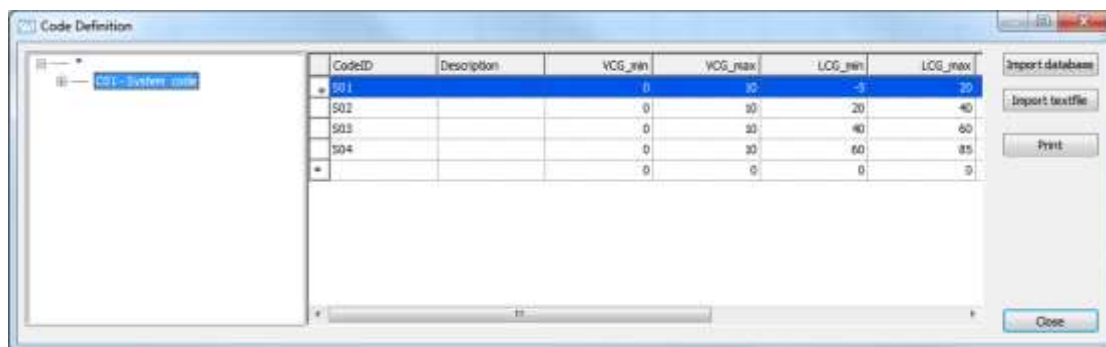 Code Definition
*
C01 - System code
CodeID Description VCG_min VCG_max LCG_min LCG_max
S01 0 10 -5 20
S02 0 10 20 40
S03 0 10 40 60
S04 0 10 60 85
* 0 0 0 0
Import database
Import textfile
Print
Close